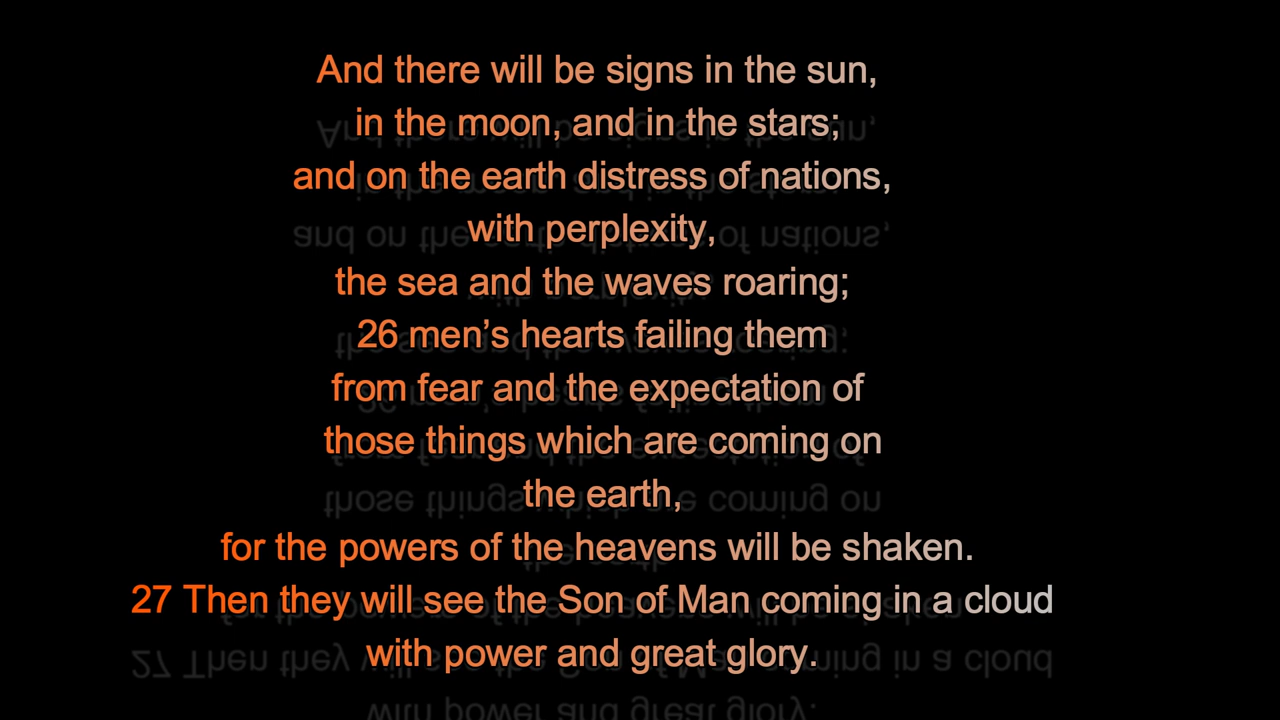 And there will be signs in the sun,
in the moon, and in the stars;
and on the earth distress of nations,
with perplexity,
the sea and the waves roaring;
26 men’s hearts failing them
from fear and the expectation of
those things which are coming on
the earth,
for the powers of the heavens will be shaken.
27 Then they will see the Son of Man coming in a cloud
with power and great glory.